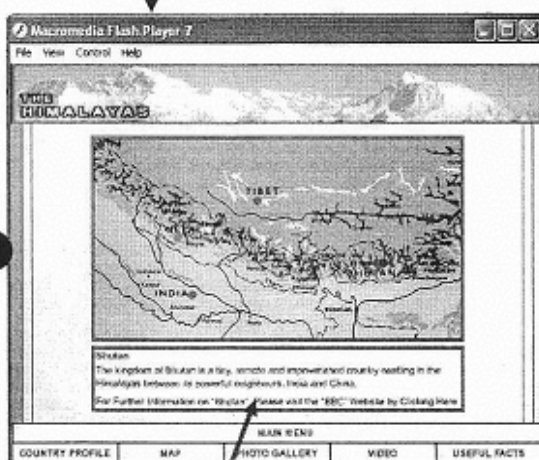 Macromedia Flash Player 7
File View Control Help
THE
HIMALAYAS
TIBET
INDIA
Bhutan
The kingdom of Bhutan is a tiny, remote and impoverished country nestling in the
Himalayas between its powerful neighbours, India and China.
For Further Information on "Bhutan", Please visit the "BBC" Website by Clicking Here
MAIN MENU
COUNTRY PROFILE MAP PHOTO GALLERY VIDEO USEFUL FACTS